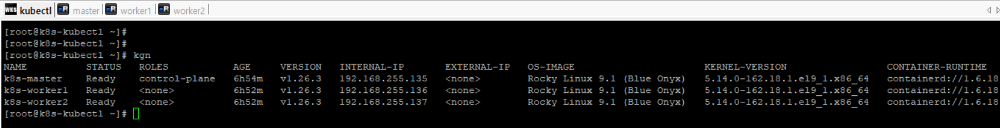 WKS kubectl R master R worker1 R worker2
[root@k8s-kubectl ~]#
[root@k8s-kubectl ~]#
[root@k8s-kubectl ~]# kgn
NAME STATUS ROLES AGE VERSION INTERNAL-IP EXTERNAL-IP OS-IMAGE KERNEL-VERSION CONTAINER-RUNTIME
k8s-master Ready control-plane 6h54m v1.26.3 192.168.255.135 <none> Rocky Linux 9.1 (Blue Onyx) 5.14.0-162.18.1.el9_1.x86_64 containerd://1.6.18
k8s-worker1 Ready <none> 6h52m v1.26.3 192.168.255.136 <none> Rocky Linux 9.1 (Blue Onyx) 5.14.0-162.18.1.el9_1.x86_64 containerd://1.6.18
k8s-worker2 Ready <none> 6h52m v1.26.3 192.168.255.137 <none> Rocky Linux 9.1 (Blue Onyx) 5.14.0-162.18.1.el9_1.x86_64 containerd://1.6.18
[root@k8s-kubectl ~]#